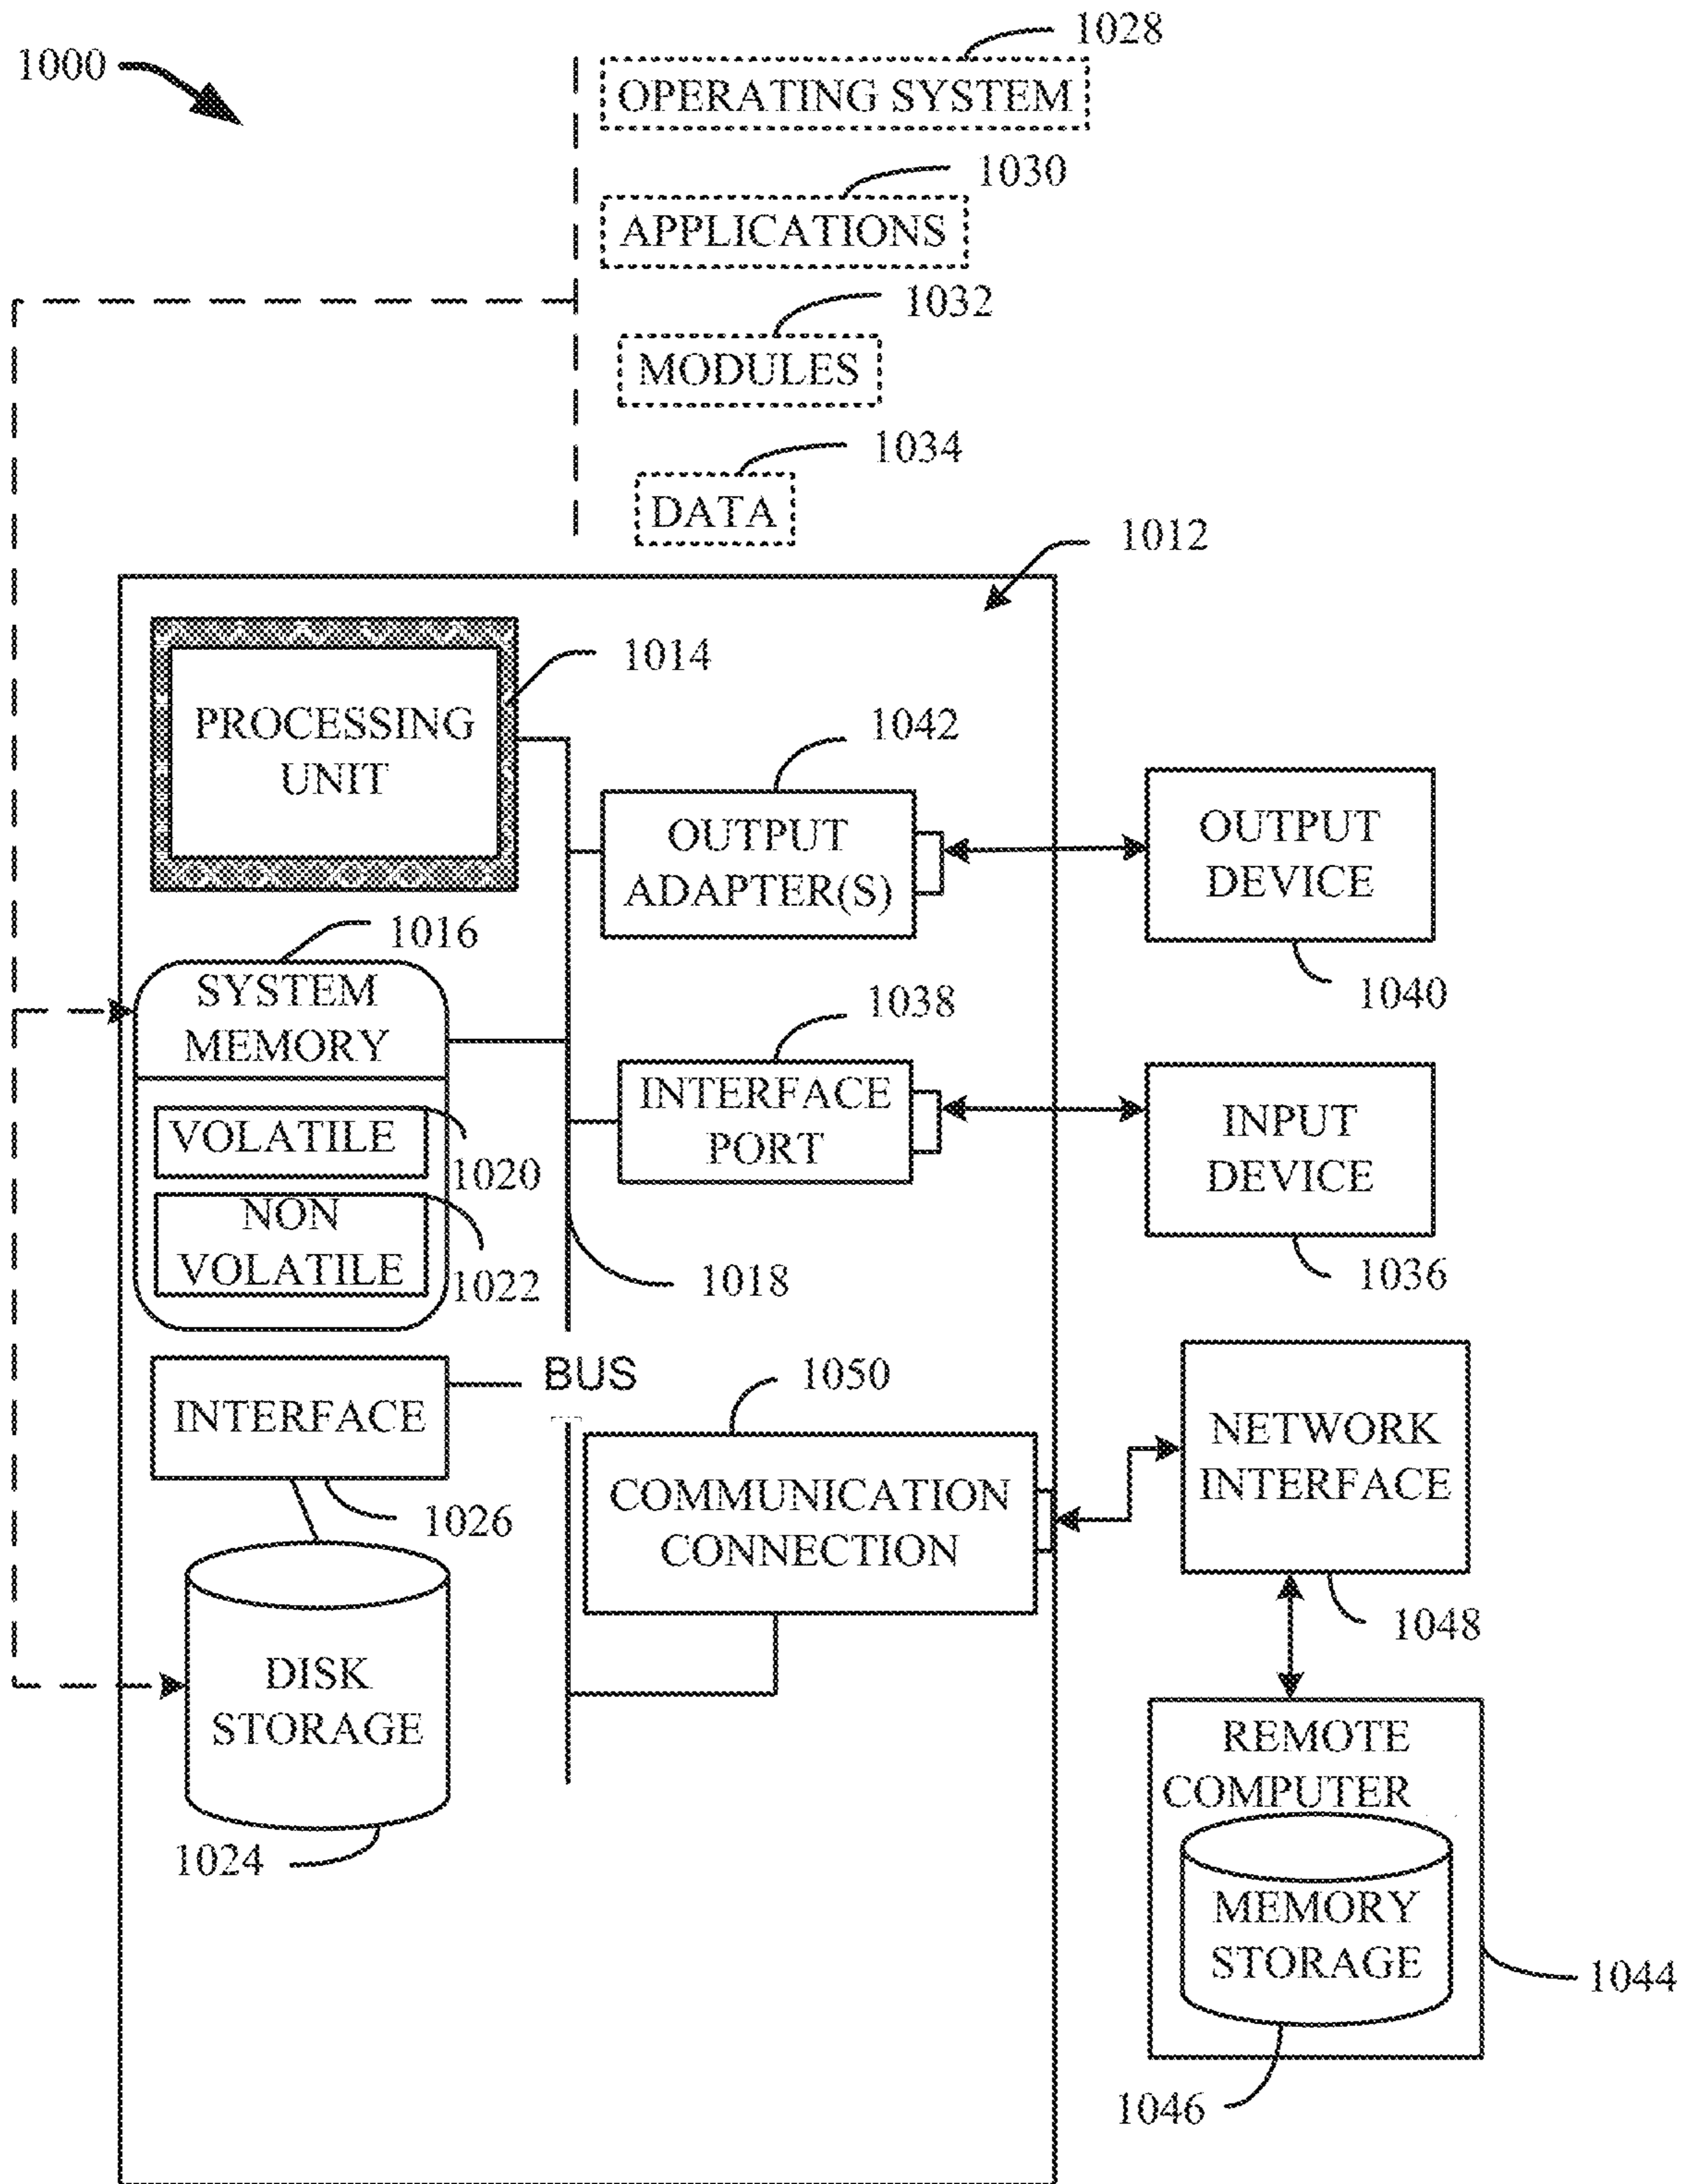 1028
1000
OPERATING SYSTEM
1030
APPLICATIONS
1032
MODULES
1034
DATA
1012
1014
PROCESSING
UNIT
1042
OUTPUT
ADAPTER(S)
OUTPUT
DEVICE
1040
1016
SYSTEM
MEMORY
1038
INTERFACE
PORT
INPUT
DEVICE
1036
VOLATILE
1020
NON
VOLATILE
1022
1018
BUS
INTERFACE
1026
1050
COMMUNICATION
CONNECTION
NETWORK
INTERFACE
1048
DISK
STORAGE
1024
REMOTE
COMPUTER
MEMORY
STORAGE
1044
1046